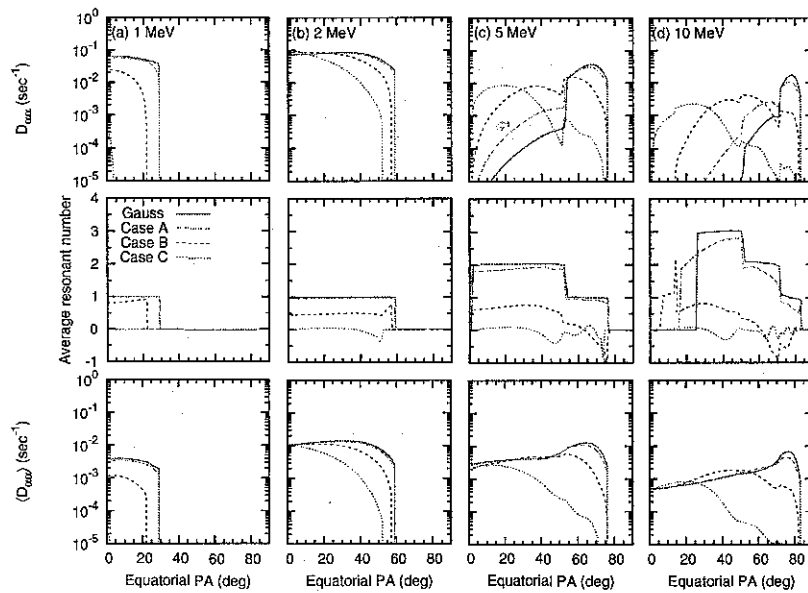 (a) 1 MeV
(b) 2 MeV
(c) 5 MeV
(d) 10 MeV
D_αα (sec⁻¹)
10⁰
10⁻¹
10⁻²
10⁻³
10⁻⁴
10⁻⁵
Average resonant number
4
3
2
1
0
-1
Gauss
Case A
Case B
Case C
⟨D_αα⟩ (sec⁻¹)
10⁰
10⁻¹
10⁻²
10⁻³
10⁻⁴
10⁻⁵
0 20 40 60 80
0 20 40 60 80
0 20 40 60 80
0 20 40 60 80
Equatorial PA (deg)
Equatorial PA (deg)
Equatorial PA (deg)
Equatorial PA (deg)